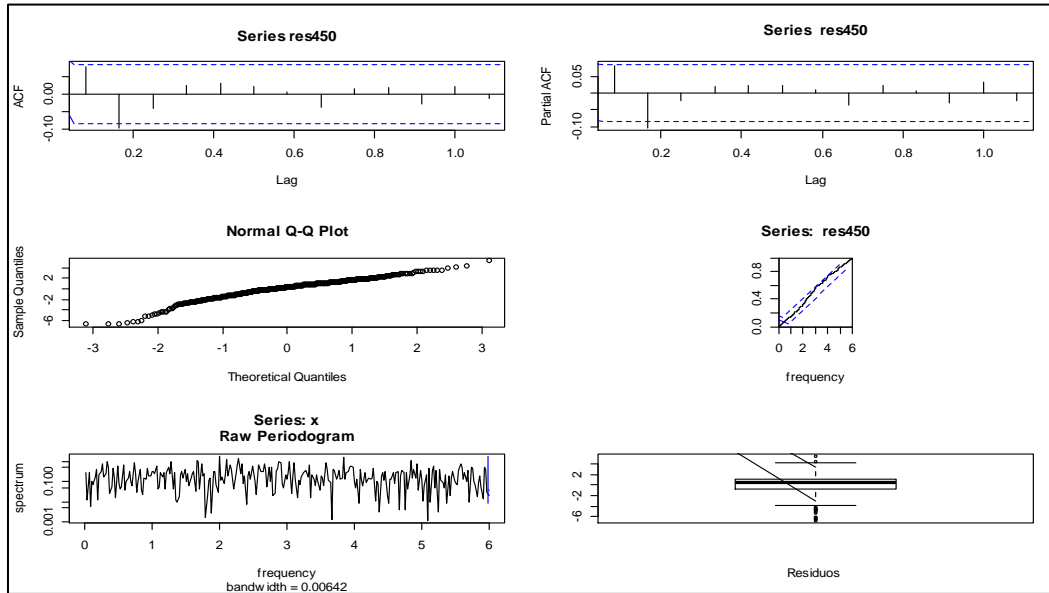 Series res450
ACF
0.00
-0.10
0.2 0.4 0.6 0.8 1.0
Lag
Series res450
Partial ACF
0.05
-0.10
0.2 0.4 0.6 0.8 1.0
Lag
Normal Q-Q Plot
Sample Quantiles
2
-2
-6
-3 -2 -1 0 1 2 3
Theoretical Quantiles
Series: res450
0.8
0.4
0.0
0 2 4 6
frequency
Series: x
Raw Periodogram
spectrum
0.100
0.001
0 1 2 3 4 5 6
frequency
bandwidth = 0.00642
2
-2
-6
Residuos